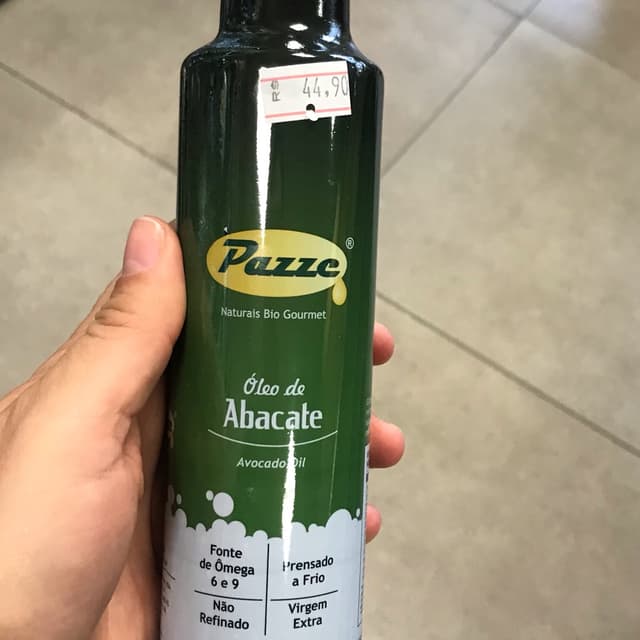 R$ 44,90
Pazze®
Naturais Bio Gourmet
Óleo de
Abacate
Avocado Oil
Fonte
de Ômega
6 e 9
Prensado
a Frio
Não
Refinado
Virgem
Extra